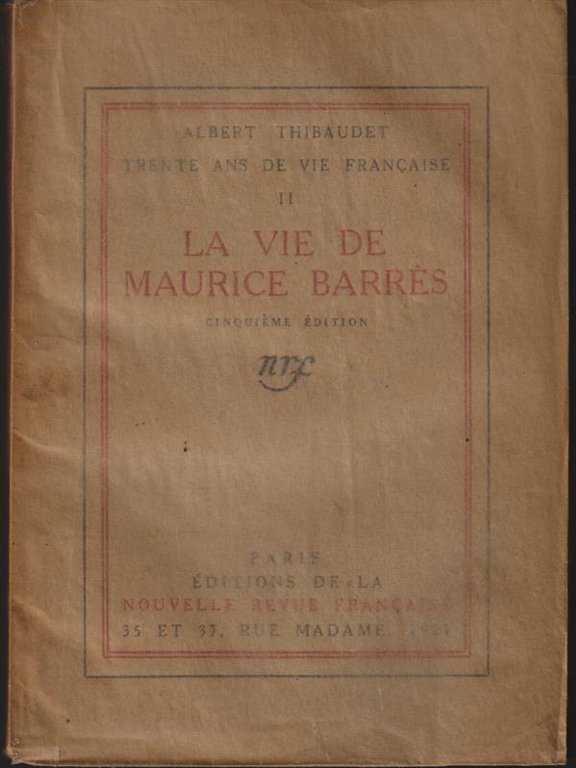 ALBERT THIBAUDET
TRENTE ANS DE VIE FRANÇAISE
II
LA VIE DE
MAURICE BARRÈS
CINQUIÈME ÉDITION
nrf
PARIS
ÉDITIONS DE LA
NOUVELLE REVUE FRANÇAISE
35 ET 37, RUE MADAME